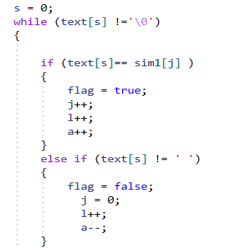 s = 0;
while (text[s] !='\0')
{
if (text[s]== sim1[j] )
{
flag = true;
j++;
l++;
a++;
}
else if (text[s] != ' ')
{
flag = false;
j = 0;
l++;
a--;
}